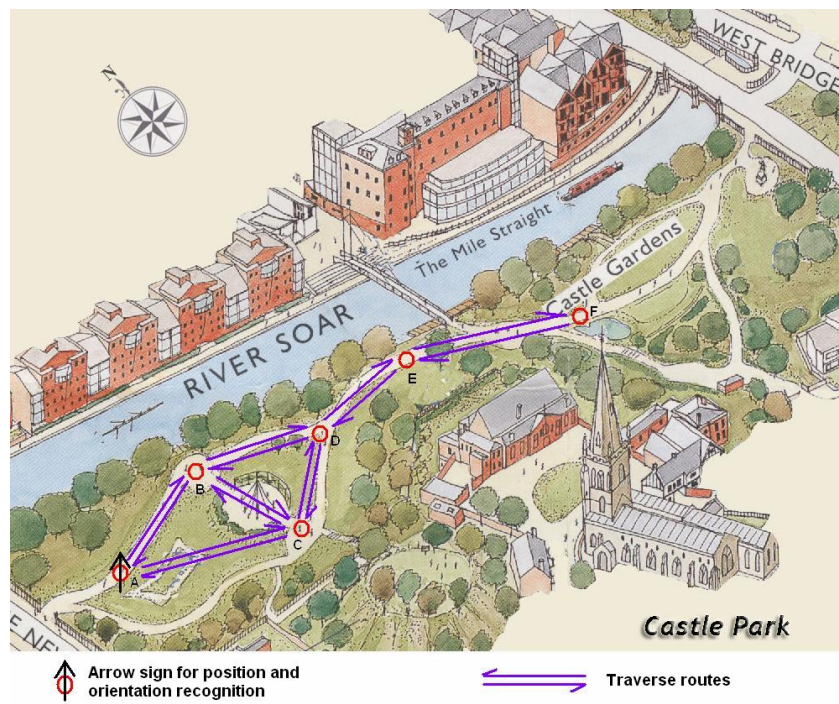 N
WEST BRIDGE
The Mile Straight
Castle Gardens
F
RIVER SOAR
E
D
B
C
A
E NEW
Castle Park
Arrow sign for position and
orientation recognition
Traverse routes